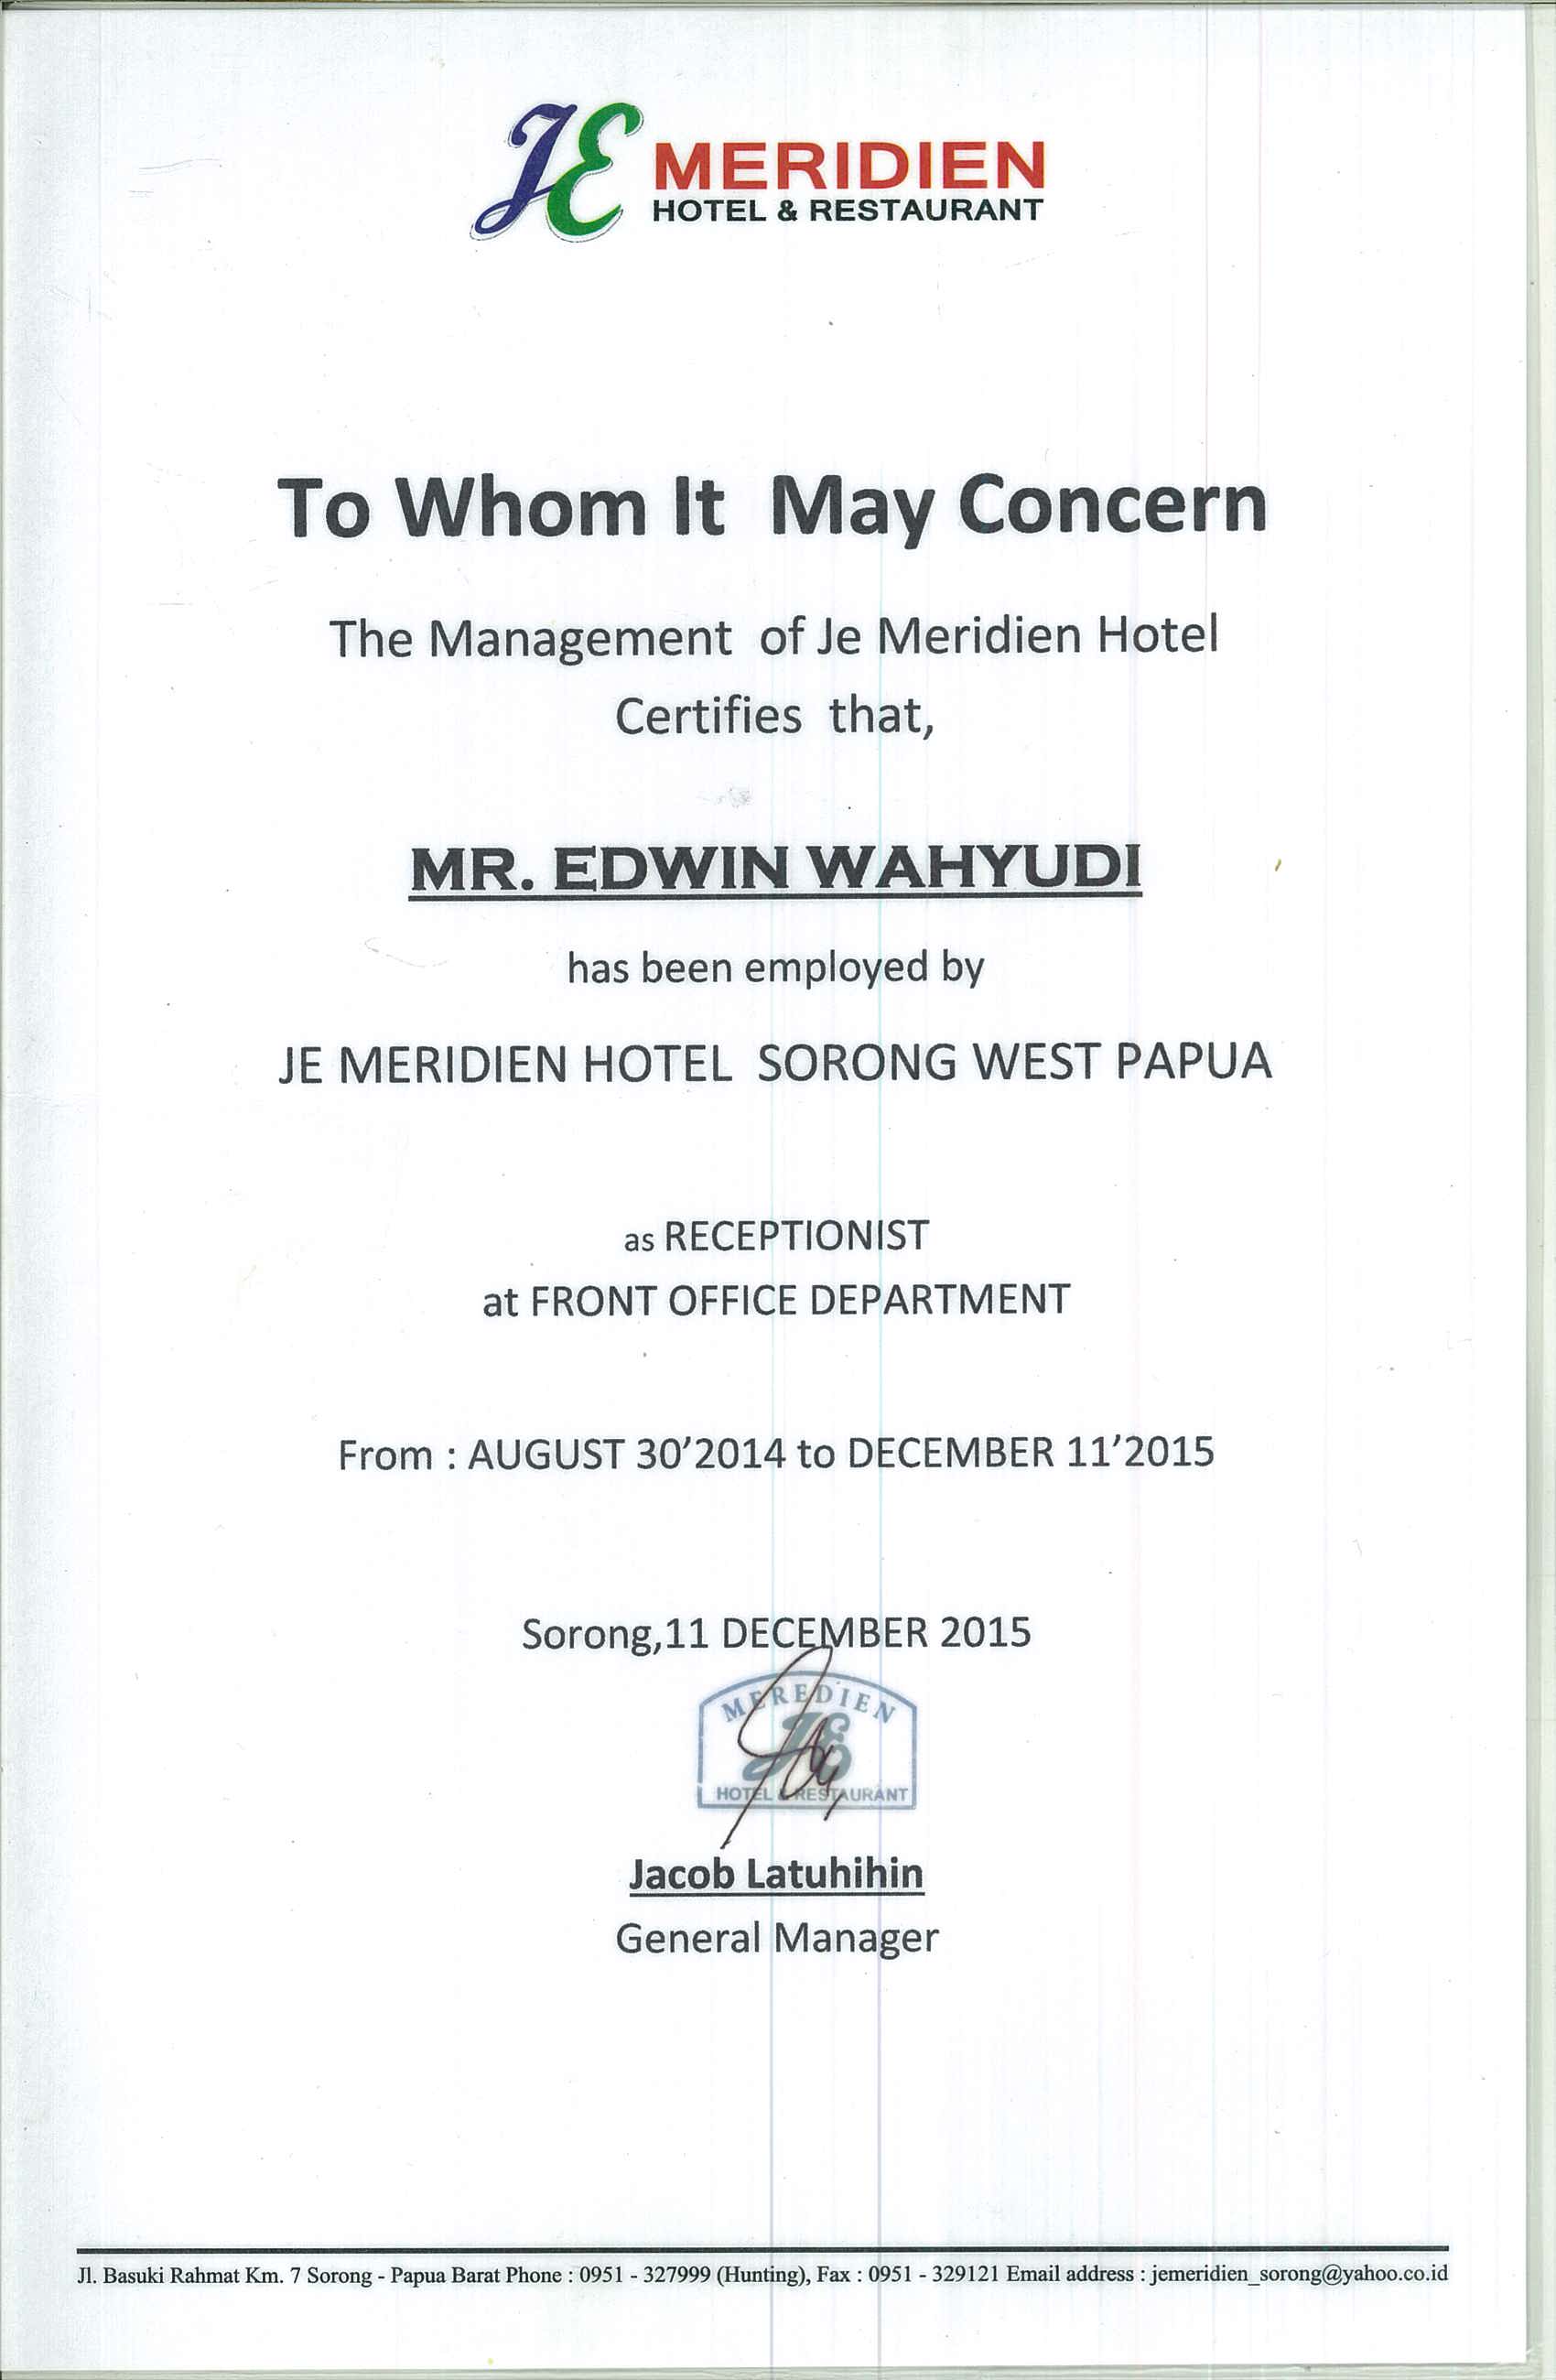 JE MERIDIEN
HOTEL & RESTAURANT
To Whom It May Concern
The Management of Je Meridien Hotel
Certifies that,
MR. EDWIN WAHYUDI
has been employed by
JE MERIDIEN HOTEL SORONG WEST PAPUA
as RECEPTIONIST
at FRONT OFFICE DEPARTMENT
From : AUGUST 30'2014 to DECEMBER 11'2015
Sorong,11 DECEMBER 2015
MEREDIEN
JE
HOTEL & RESTAURANT
Jacob Latuhihin
General Manager
Jl. Basuki Rahmat Km. 7 Sorong - Papua Barat Phone : 0951 - 327999 (Hunting), Fax : 0951 - 329121 Email address : jemeridien_sorong@yahoo.co.id